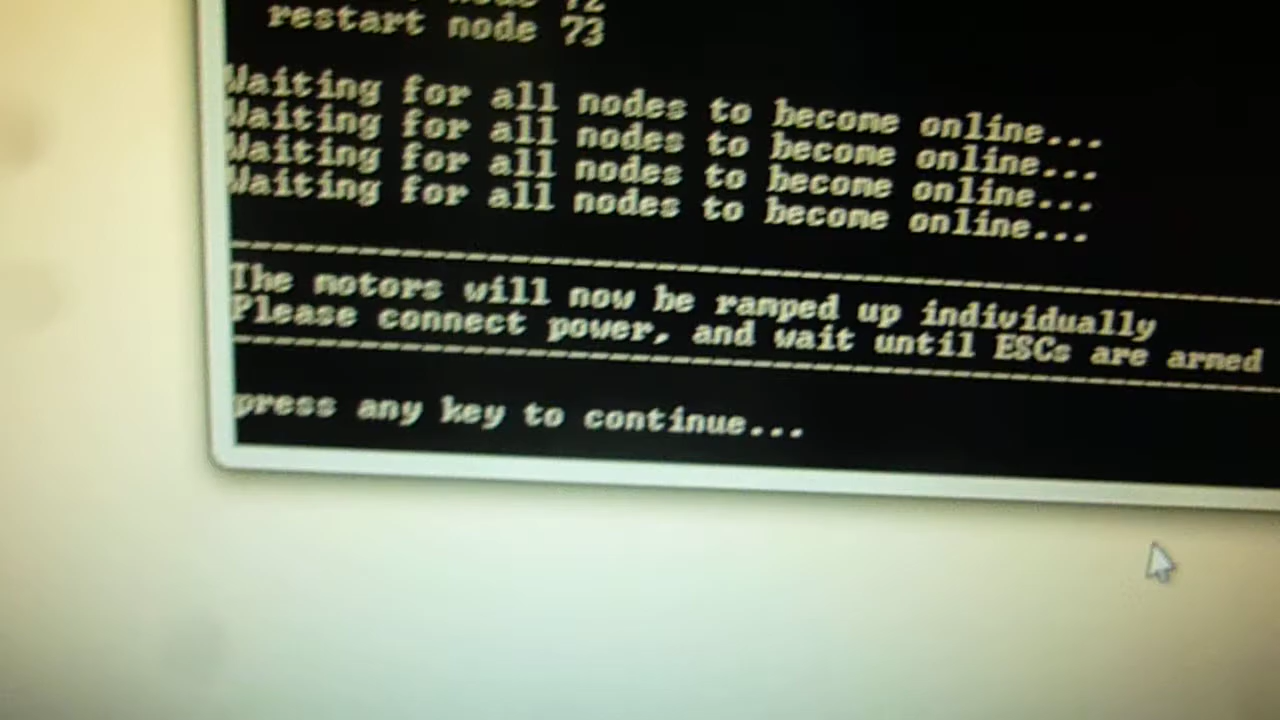 node 72
restart node 73
Waiting for all nodes to become online...
Waiting for all nodes to become online...
Waiting for all nodes to become online...
Waiting for all nodes to become online...
The motors will now be ramped up individually
Please connect power, and wait until ESCs are armed
press any key to continue...